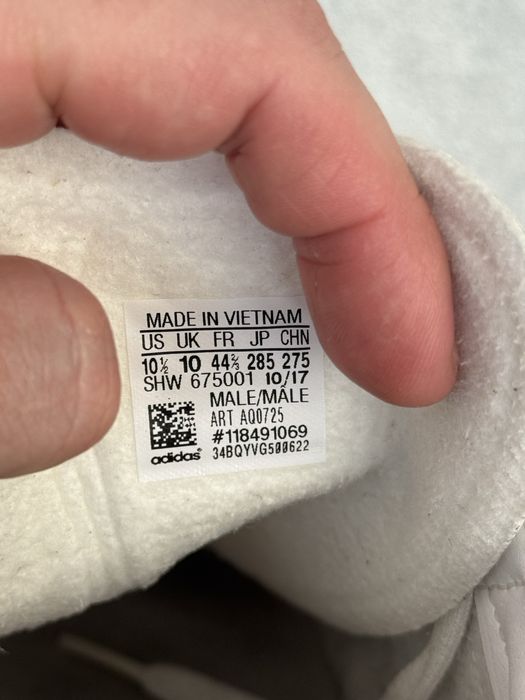 MADE IN VIETNAM
US UK FR JP CHN
10½ 10 44⅔ 285 275
SHW 675001 10/17
MALE/MÂLE
ART AQ0725
#118491069
34BQYVG500622
adidas®